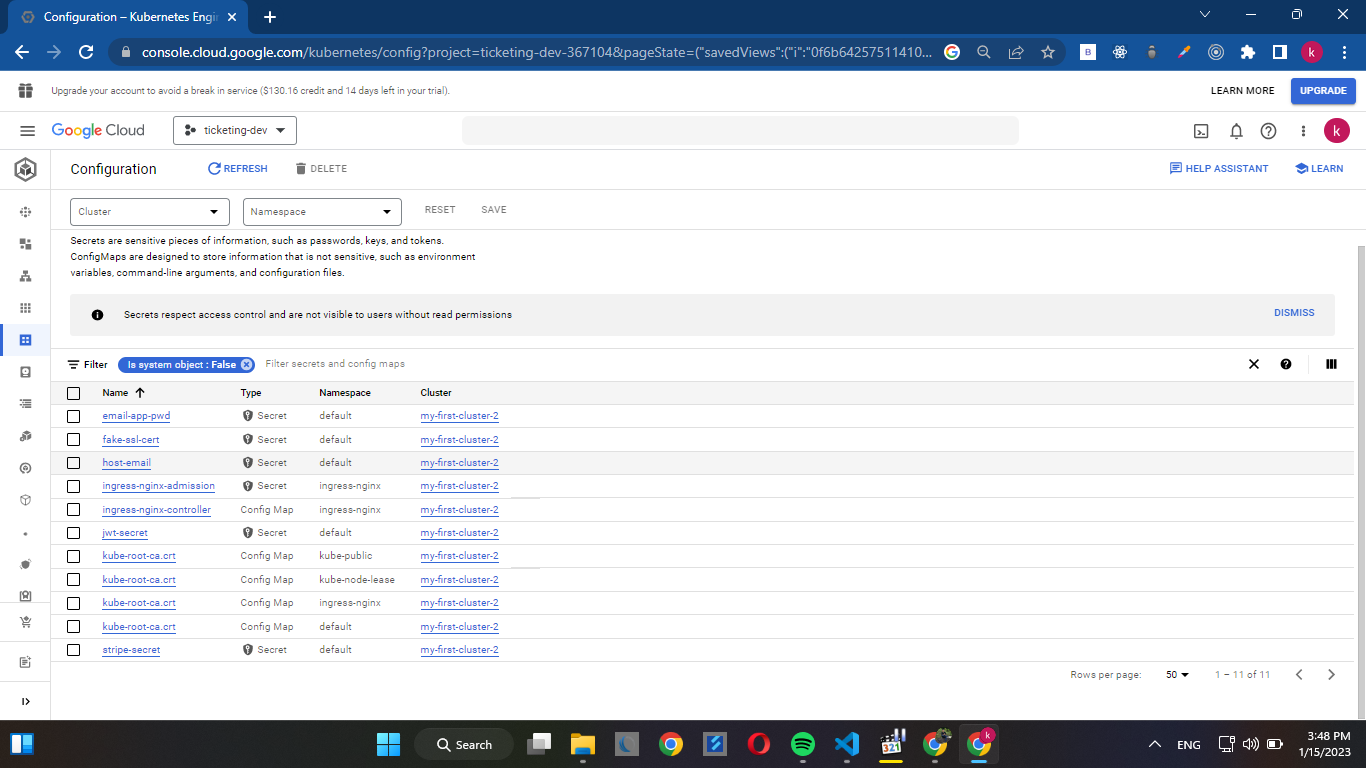 Configuration – Kubernetes Engin
console.cloud.google.com/kubernetes/config?project=ticketing-dev-367104&pageState=("savedViews":("i":"0f6b64257511410...
B
k
Upgrade your account to avoid a break in service ($130.16 credit and 14 days left in your trial).
LEARN MORE
UPGRADE
Google Cloud
ticketing-dev
k
Configuration
REFRESH
DELETE
HELP ASSISTANT
LEARN
Cluster
Namespace
RESET
SAVE
Secrets are sensitive pieces of information, such as passwords, keys, and tokens.
ConfigMaps are designed to store information that is not sensitive, such as environment
variables, command-line arguments, and configuration files.
Secrets respect access control and are not visible to users without read permissions
DISMISS
Filter
Is system object : False
Filter secrets and config maps
Name Type Namespace Cluster
email-app-pwd Secret default my-first-cluster-2
fake-ssl-cert Secret default my-first-cluster-2
host-email Secret default my-first-cluster-2
ingress-nginx-admission Secret ingress-nginx my-first-cluster-2
ingress-nginx-controller Config Map ingress-nginx my-first-cluster-2
jwt-secret Secret default my-first-cluster-2
kube-root-ca.crt Config Map kube-public my-first-cluster-2
kube-root-ca.crt Config Map kube-node-lease my-first-cluster-2
kube-root-ca.crt Config Map ingress-nginx my-first-cluster-2
kube-root-ca.crt Config Map default my-first-cluster-2
stripe-secret Secret default my-first-cluster-2
Rows per page: 50 1 – 11 of 11
Search
321
k
ENG
3:48 PM
1/15/2023